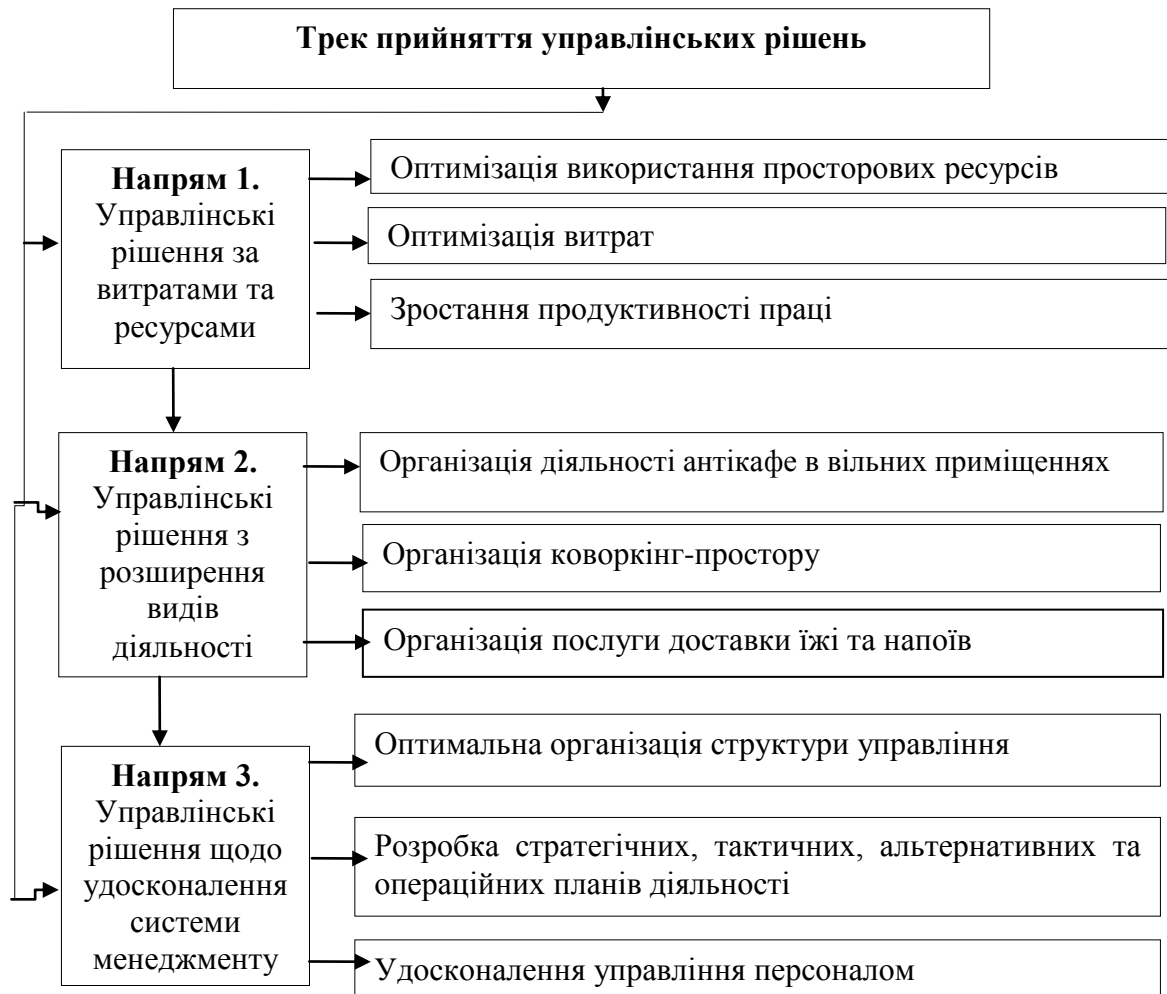 Трек прийняття управлінських рішень
Напрям 1.
Управлінські
рішення за
витратами та
ресурсами
Оптимізація використання просторових ресурсів
Оптимізація витрат
Зростання продуктивності праці
Напрям 2.
Управлінські
рішення з
розширення
видів
діяльності
Організація діяльності антікафе в вільних приміщеннях
Організація коворкінг-простору
Організація послуги доставки їжі та напоїв
Напрям 3.
Управлінські
рішення щодо
удосконалення
системи
менеджменту
Оптимальна організація структури управління
Розробка стратегічних, тактичних, альтернативних та
операційних планів діяльності
Удосконалення управління персоналом